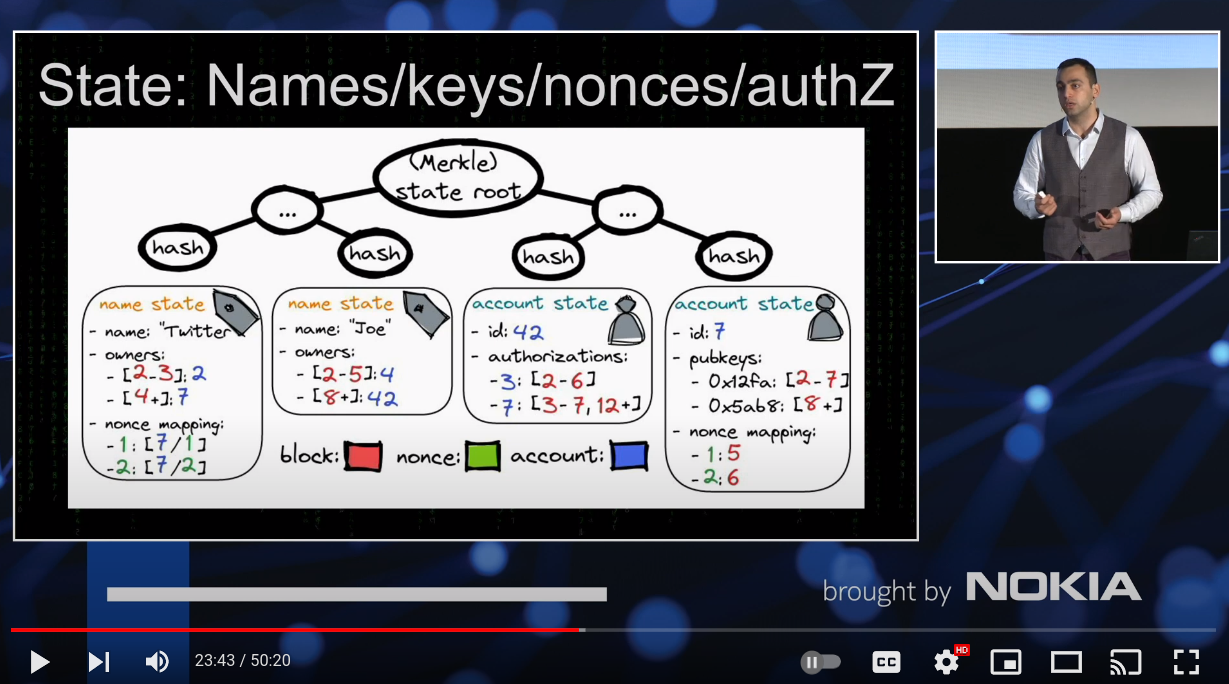 State: Names/keys/nonces/authZ
(Merkle)
state root
...
...
hash
hash
hash
hash
name state
- name: "Twitter"
- owners:
- [2-3]: 2
- [4+]: 7
- nonce mapping:
- 1: [7/1]
- 2: [7/2]
name state
- name: "Joe"
- owners:
- [2-5]: 4
- [8+]: 42
account state
- id: 42
- authorizations:
- 3: [2-6]
- 7: [3-7, 12+]
account state
- id: 7
- pubkeys:
- 0x12fa: [2-7]
- 0x5ab8: [8+]
- nonce mapping:
- 1: 5
- 2: 6
block:
nonce:
account:
brought by NOKIA
23:43 / 50:20
CC
HD